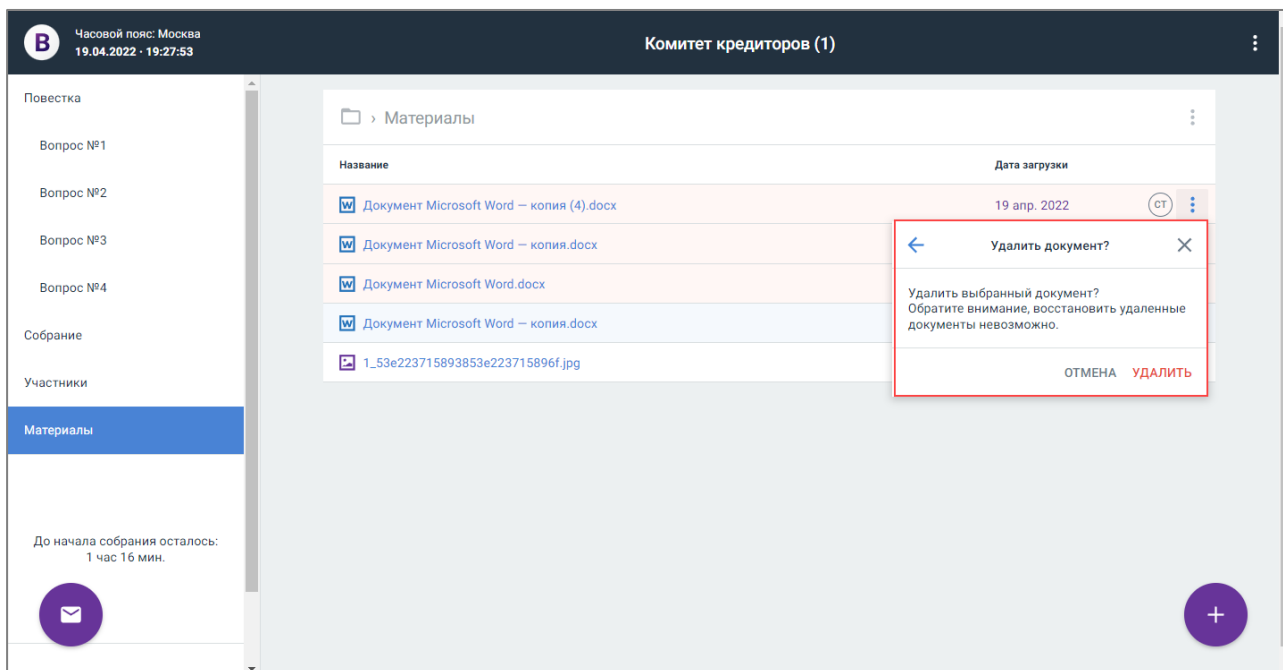 B
Часовой пояс: Москва
19.04.2022 · 19:27:53
Комитет кредиторов (1)
Повестка
Вопрос №1
Вопрос №2
Вопрос №3
Вопрос №4
Собрание
Участники
Материалы
До начала собрания осталось:
1 час 16 мин.
› Материалы
Название Дата загрузки
W Документ Microsoft Word — копия (4).docx 19 апр. 2022 СТ
W Документ Microsoft Word — копия.docx
W Документ Microsoft Word.docx
W Документ Microsoft Word — копия.docx
1_53e223715893853e223715896f.jpg
Удалить документ?
Удалить выбранный документ?
Обратите внимание, восстановить удаленные
документы невозможно.
ОТМЕНА УДАЛИТЬ